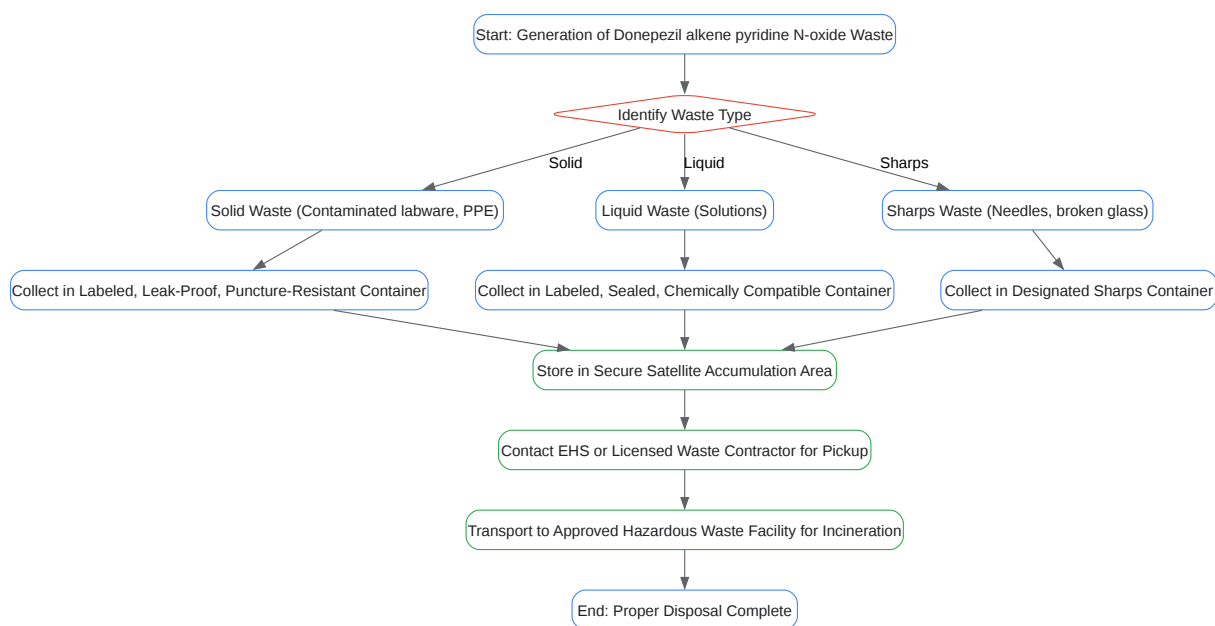 Start: Generation of Donepezil alkene pyridine N-oxide Waste
Identify Waste Type
Solid
Liquid
Sharps
Solid Waste (Contaminated labware, PPE)
Liquid Waste (Solutions)
Sharps Waste (Needles, broken glass)
Collect in Labeled, Leak-Proof, Puncture-Resistant Container
Collect in Labeled, Sealed, Chemically Compatible Container
Collect in Designated Sharps Container
Store in Secure Satellite Accumulation Area
Contact EHS or Licensed Waste Contractor for Pickup
Transport to Approved Hazardous Waste Facility for Incineration
End: Proper Disposal Complete